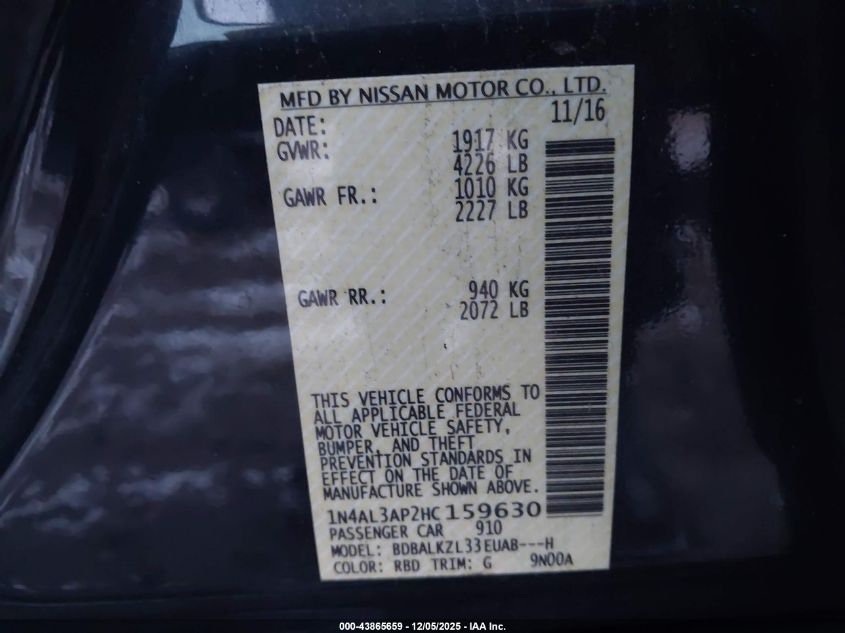 MFD BY NISSAN MOTOR CO., LTD.
DATE: 11/16
GVWR: 1917 KG
4226 LB
GAWR FR.: 1010 KG
2227 LB
GAWR RR.: 940 KG
2072 LB
THIS VEHICLE CONFORMS TO
ALL APPLICABLE FEDERAL
MOTOR VEHICLE SAFETY,
BUMPER, AND THEFT
PREVENTION STANDARDS IN
EFFECT ON THE DATE OF
MANUFACTURE SHOWN ABOVE.
1N4AL3AP2HC159630
PASSENGER CAR 910
MODEL: BDBALKZL33EUAB---H
COLOR: RBD TRIM: G 9N00A
000-43865659 - 12/05/2025 - IAA Inc.